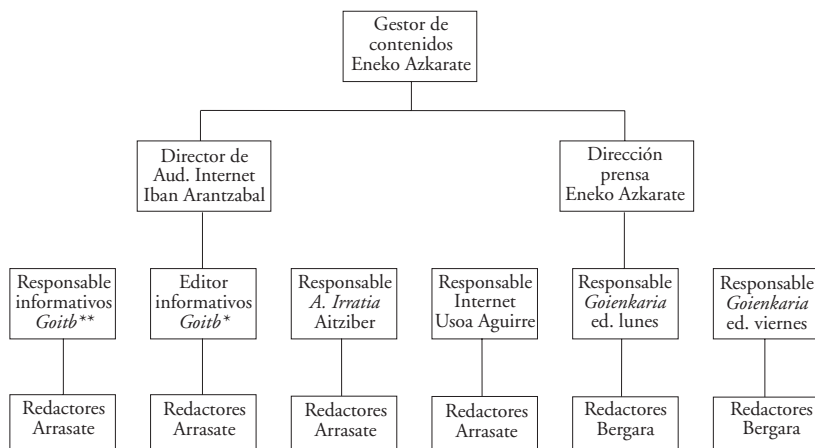 Gestor de
contenidos
Eneko Azkarate
Director de
Aud. Internet
Iban Arantzabal
Dirección
prensa
Eneko Azkarate
Responsable
informativos
Goitb**
Editor
informativos
Goitb*
Responsable
A. Irratia
Aitziber
Responsable
Internet
Usoa Aguirre
Responsable
Goienkaria
ed. lunes
Responsable
Goienkaria
ed. viernes
Redactores
Arrasate
Redactores
Arrasate
Redactores
Arrasate
Redactores
Arrasate
Redactores
Bergara
Redactores
Bergara